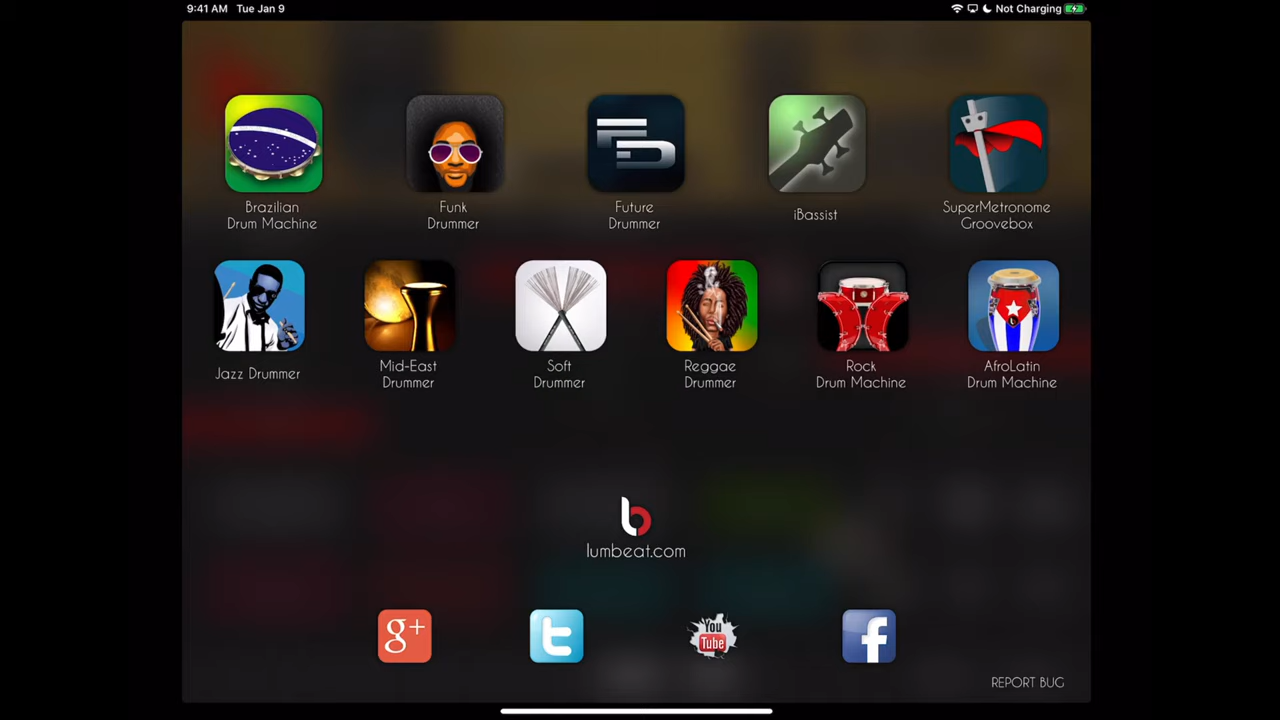 9:41 AM Tue Jan 9
Not Charging
FD
Brazilian
Drum Machine
Funk
Drummer
Future
Drummer
iBassist
SuperMetronome
Groovebox
Jazz Drummer
Mid-East
Drummer
Soft
Drummer
Reggae
Drummer
Rock
Drum Machine
AfroLatin
Drum Machine
b
lumbeat.com
g+
t
You
Tube
f
REPORT BUG